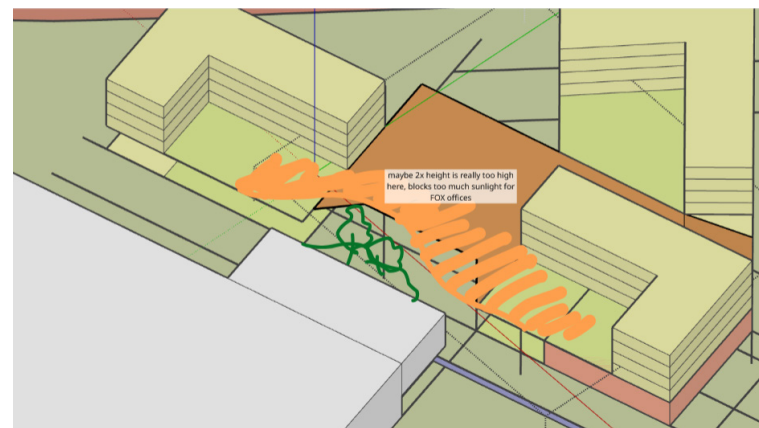 maybe 2x height is really too high
here, blocks too much sunlight for
FOX offices